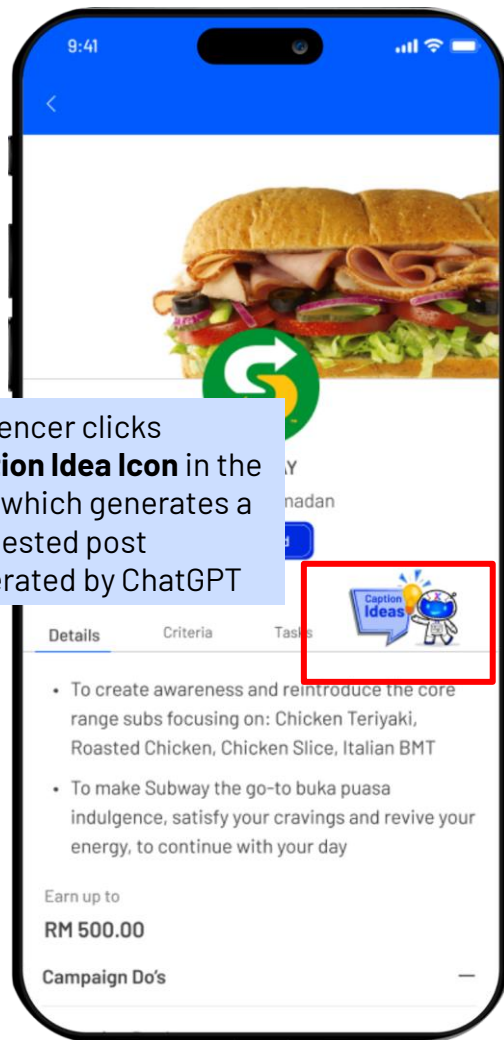 9:41
encer clicks
tion Idea Icon in the
which generates a
ested post
erated by ChatGPT
AY
nadan
d
Caption
Ideas
Details Criteria Tasks
• To create awareness and reintroduce the core
range subs focusing on: Chicken Teriyaki,
Roasted Chicken, Chicken Slice, Italian BMT
• To make Subway the go-to buka puasa
indulgence, satisfy your cravings and revive your
energy, to continue with your day
Earn up to
RM 500.00
Campaign Do's